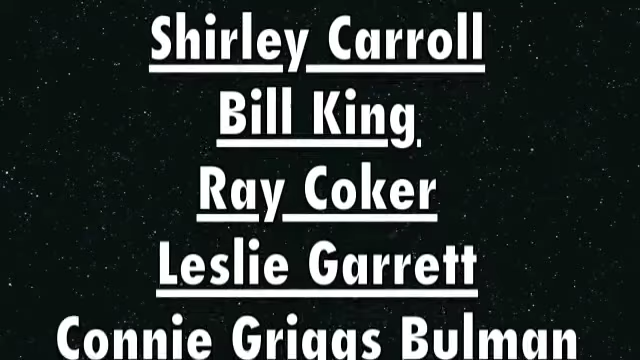 Shirley Carroll
Bill King
Ray Coker
Leslie Garrett
Connie Griggs Bulman